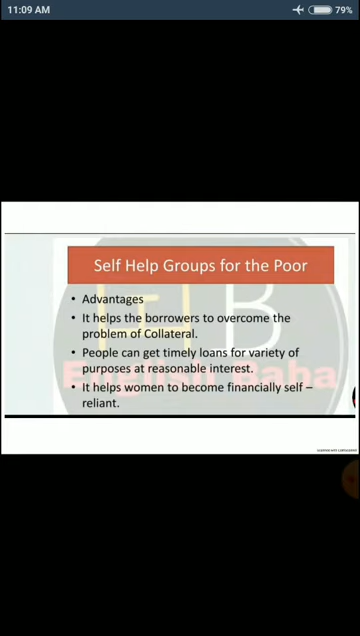 11:09 AM
79%
Self Help Groups for the Poor
• Advantages
• It helps the borrowers to overcome the
problem of Collateral.
• People can get timely loans for variety of
purposes at reasonable interest.
• It helps women to become financially self –
reliant.
English Baba